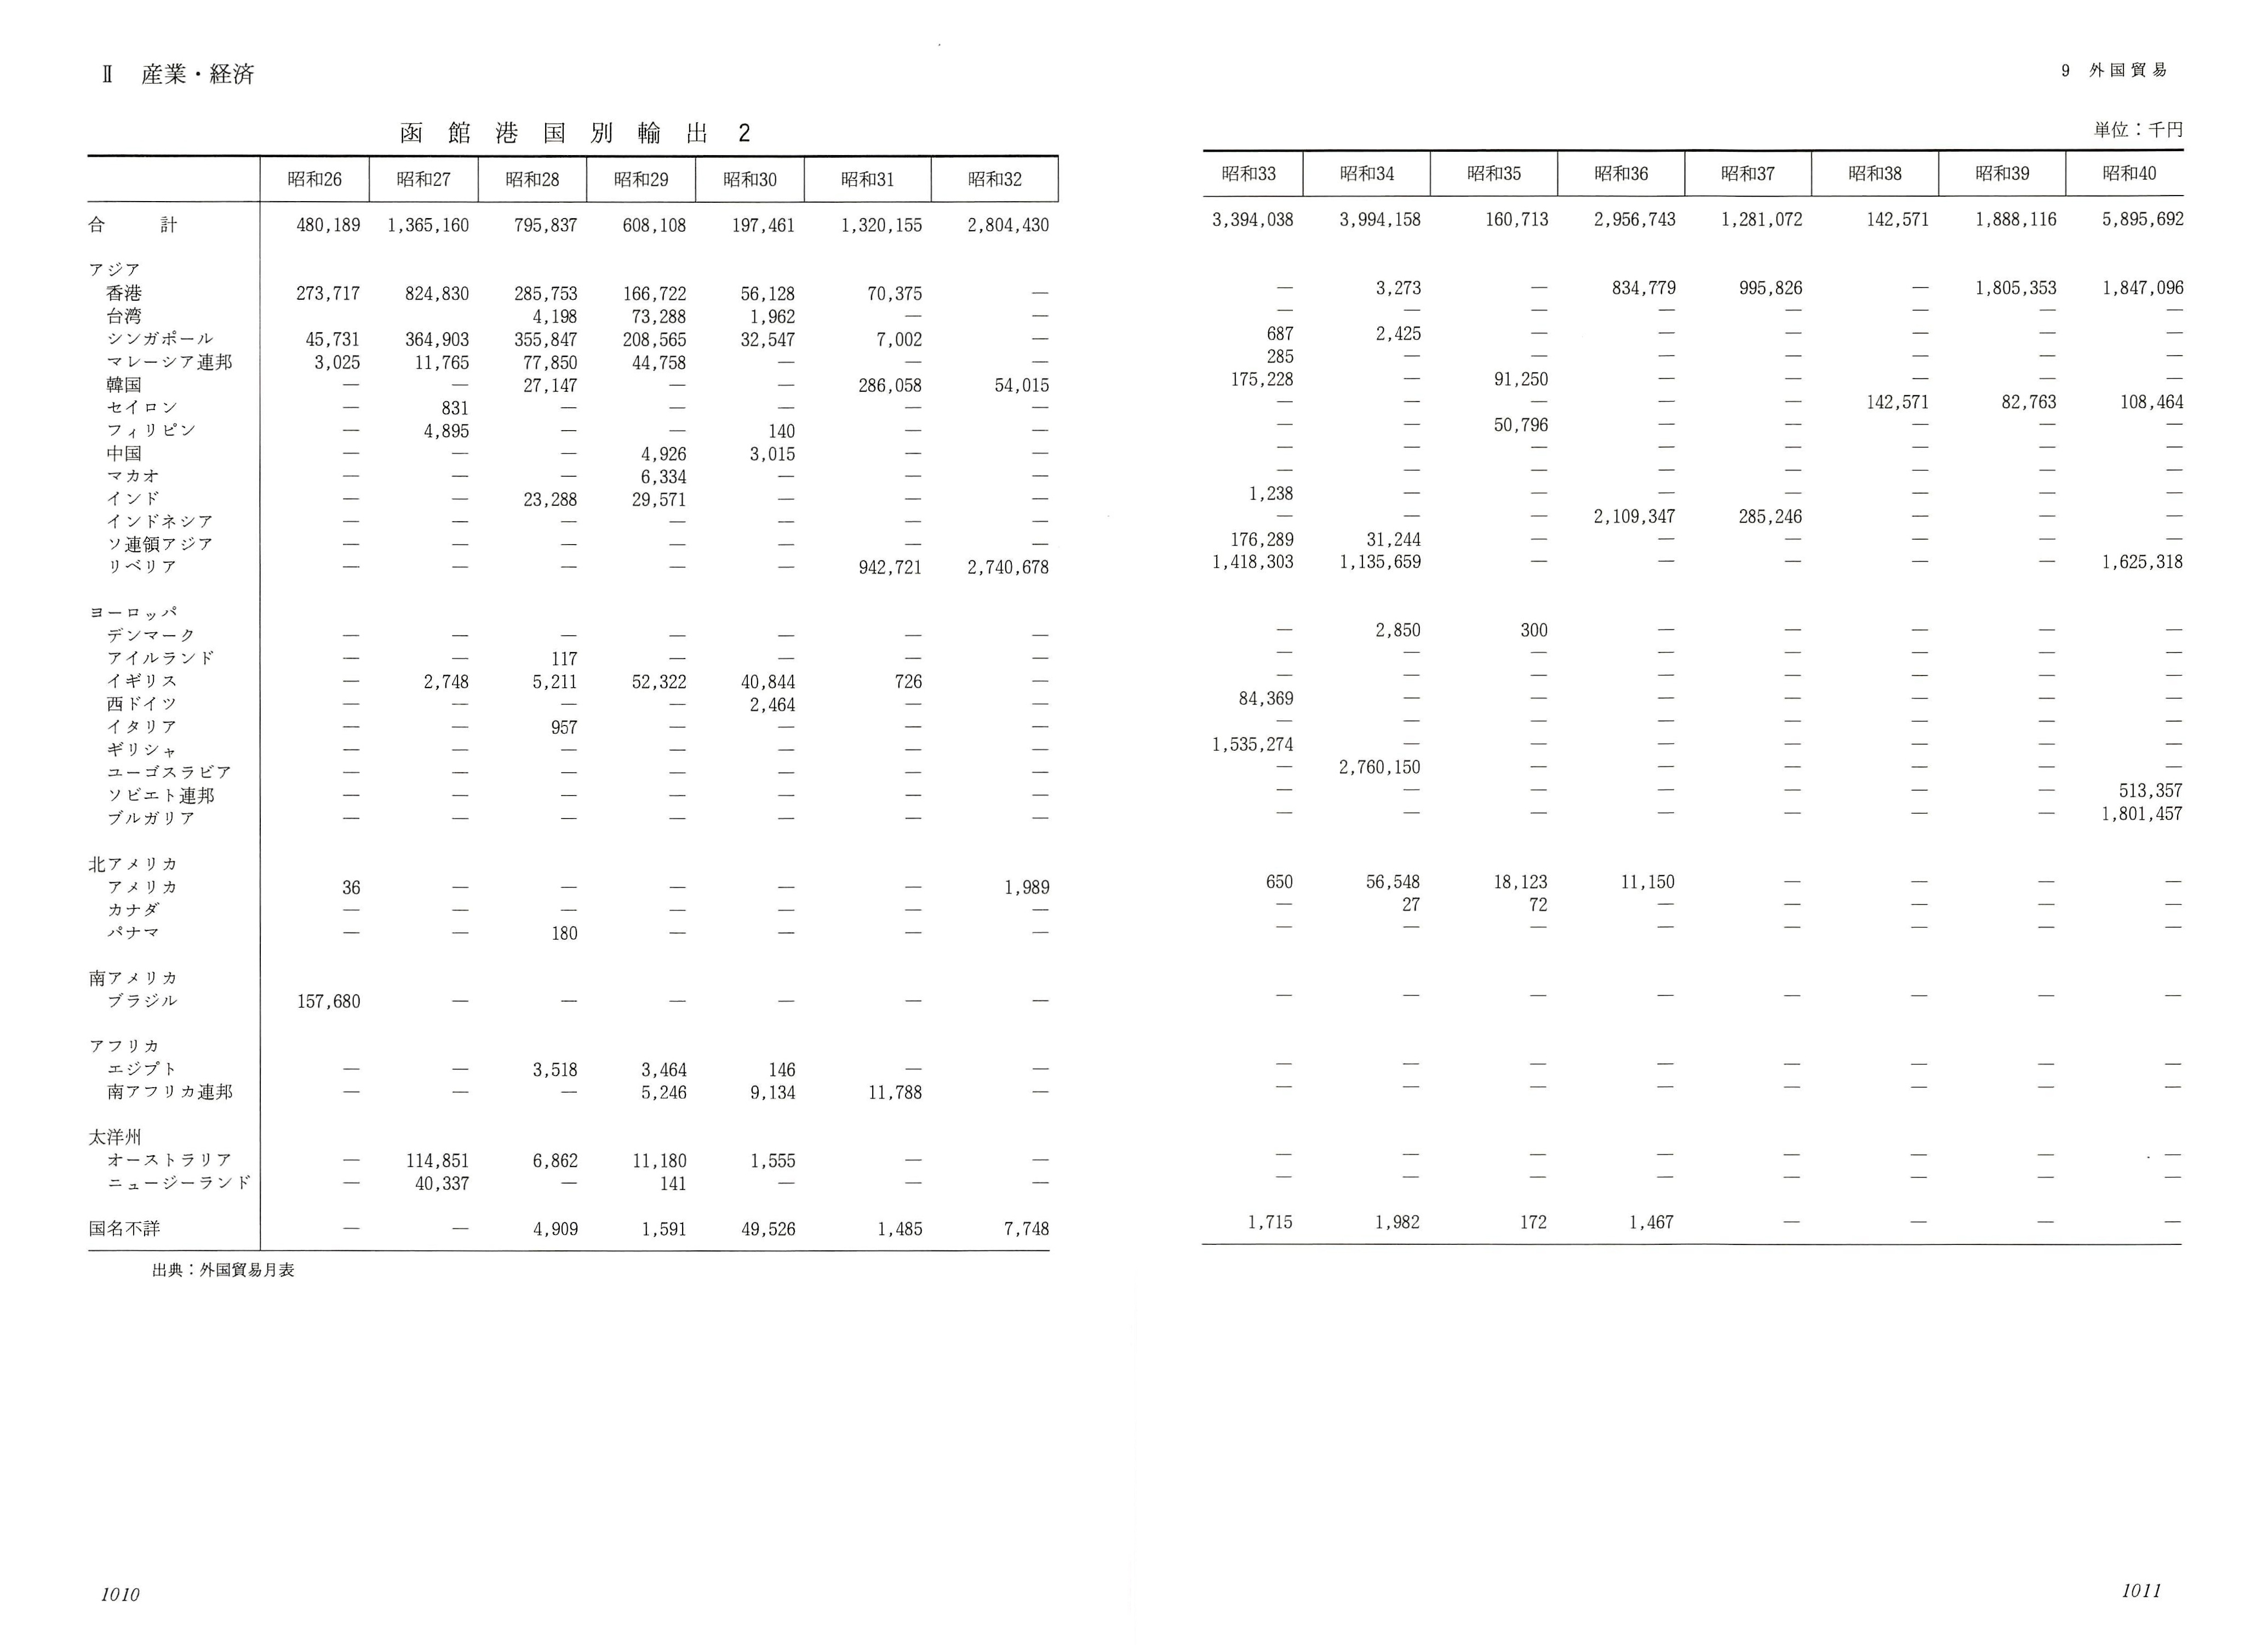 Ⅱ 産業・経済
函館港国別輸出 2
昭和26 昭和27 昭和28 昭和29 昭和30 昭和31 昭和32
合計 480,189 1,365,160 795,837 608,108 197,461 1,320,155 2,804,430
アジア
香港 273,717 824,830 285,753 166,722 56,128 70,375 —
台湾 4,198 73,288 1,962 — —
シンガポール 45,731 364,903 355,847 208,565 32,547 7,002 —
マレーシア連邦 3,025 11,765 77,850 44,758 — — —
韓国 — — 27,147 — — 286,058 54,015
セイロン — 831 — — — — —
フィリピン — 4,895 — — 140 — —
中国 — — — 4,926 3,015 — —
マカオ — — — 6,334 — — —
インド — — 23,288 29,571 — — —
インドネシア — — — — — — —
ソ連領アジア — — — — — — —
リベリア — — — — — 942,721 2,740,678
ヨーロッパ
デンマーク — — — — — — —
アイルランド — — 117 — — — —
イギリス — 2,748 5,211 52,322 40,844 726 —
西ドイツ — — — — 2,464 — —
イタリア — — 957 — — — —
ギリシャ — — — — — — —
ユーゴスラビア — — — — — — —
ソビエト連邦 — — — — — — —
ブルガリア — — — — — — —
北アメリカ
アメリカ 36 — — — — — 1,989
カナダ — — — — — — —
パナマ — — 180 — — — —
南アメリカ
ブラジル 157,680 — — — — — —
アフリカ
エジプト — — 3,518 3,464 146 — —
南アフリカ連邦 — — — 5,246 9,134 11,788 —
太洋州
オーストラリア — 114,851 6,862 11,180 1,555 — —
ニュージーランド — 40,337 — 141 — — —
国名不詳 — — 4,909 1,591 49,526 1,485 7,748
出典：外国貿易月表
1010
9 外国貿易
単位：千円
昭和33 昭和34 昭和35 昭和36 昭和37 昭和38 昭和39 昭和40
3,394,038 3,994,158 160,713 2,956,743 1,281,072 142,571 1,888,116 5,895,692
— 3,273 — 834,779 995,826 — 1,805,353 1,847,096
— — — — — — — —
687 2,425 — — — — — —
285 — — — — — — —
175,228 — 91,250 — — — — —
— — — — — 142,571 82,763 108,464
— — 50,796 — — — — —
— — — — — — — —
— — — — — — — —
1,238 — — — — — — —
— — — 2,109,347 285,246 — — —
176,289 31,244 — — — — — —
1,418,303 1,135,659 — — — — — 1,625,318
— 2,850 300 — — — — —
— — — — — — — —
— — — — — — — —
84,369 — — — — — — —
— — — — — — — —
1,535,274 — — — — — — —
— 2,760,150 — — — — — —
— — — — — — — 513,357
— — — — — — — 1,801,457
650 56,548 18,123 11,150 — — — —
— 27 72 — — — — —
— — — — — — — —
— — — — — — — —
— — — — — — — —
— — — — — — — —
— — — — — — — —
— — — — — — — —
1,715 1,982 172 1,467 — — — —
1011